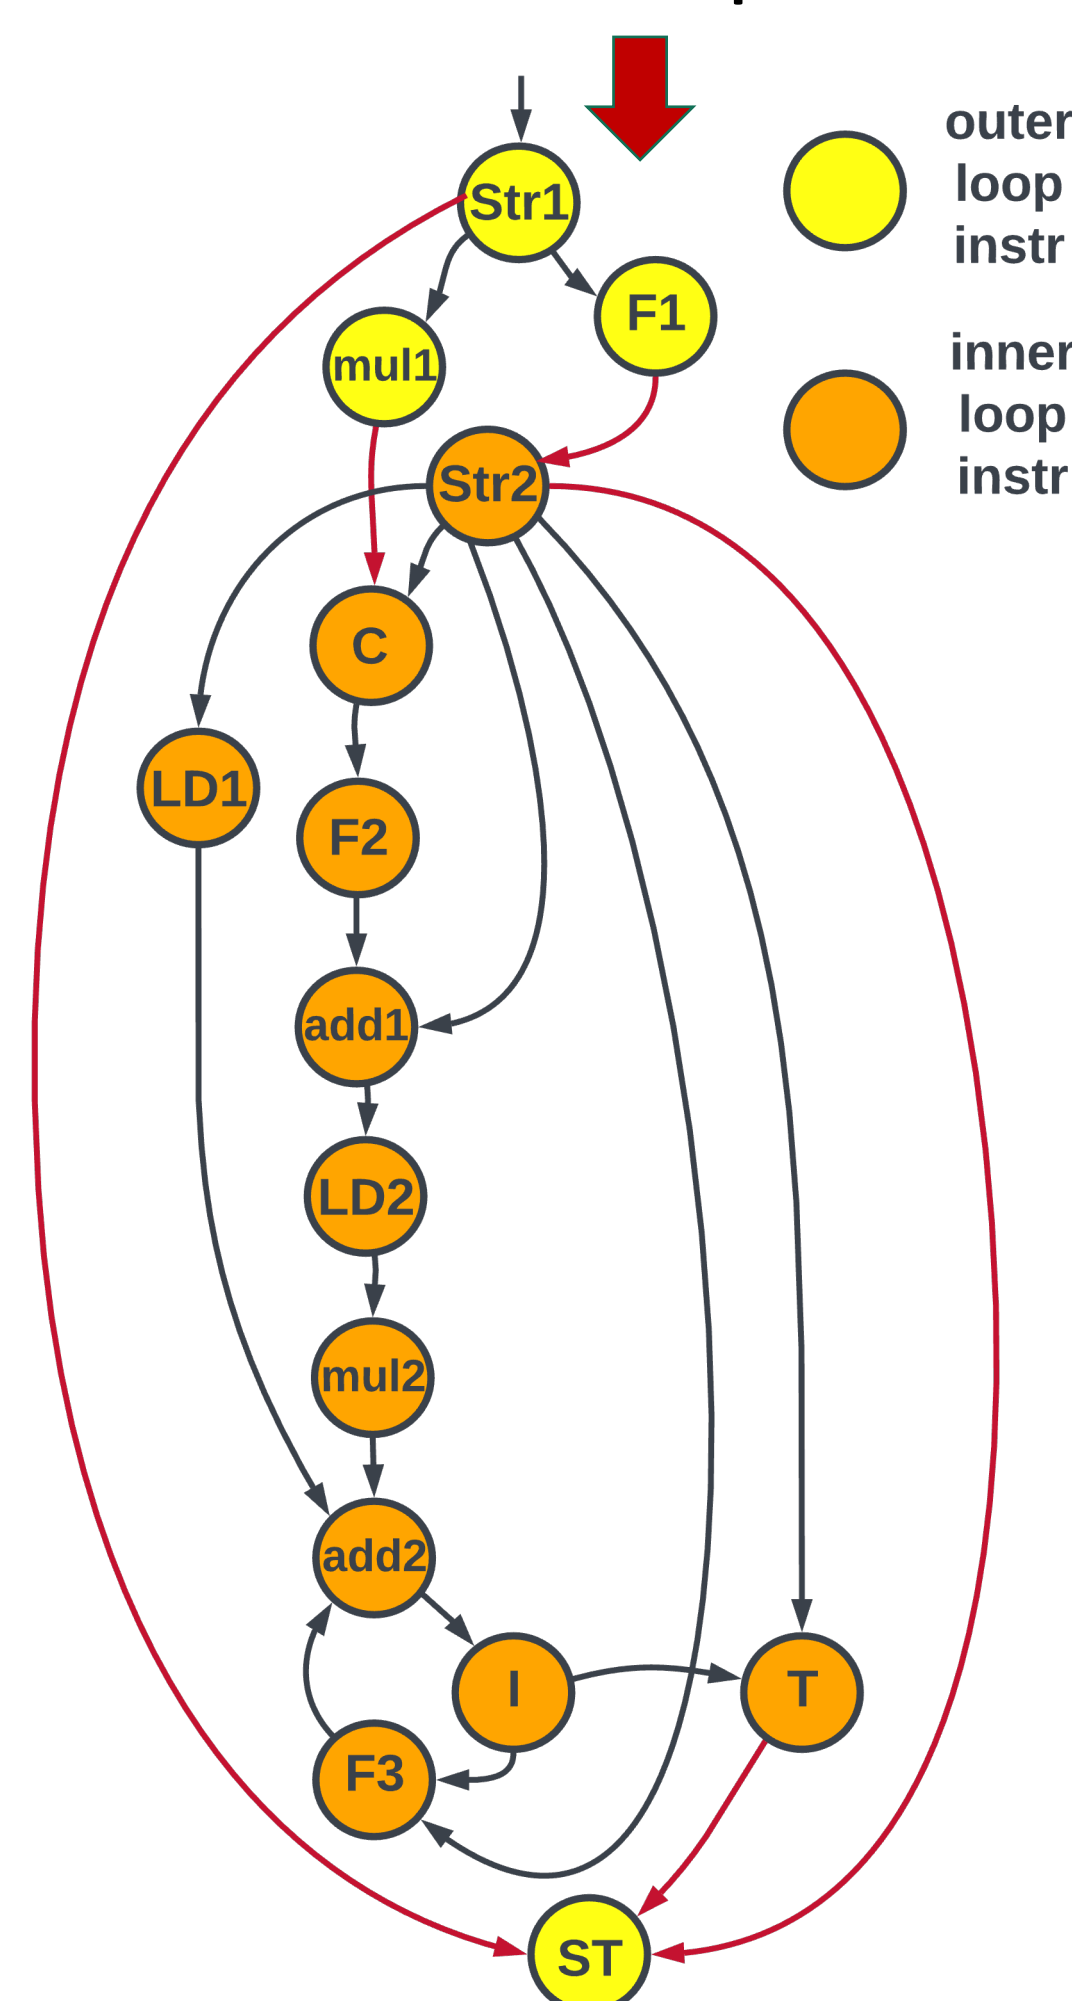 outer
loop
instr
Str1
F1
mul1
inner
loop
instr
Str2
C
LD1
F2
add1
LD2
mul2
add2
I
T
F3
ST